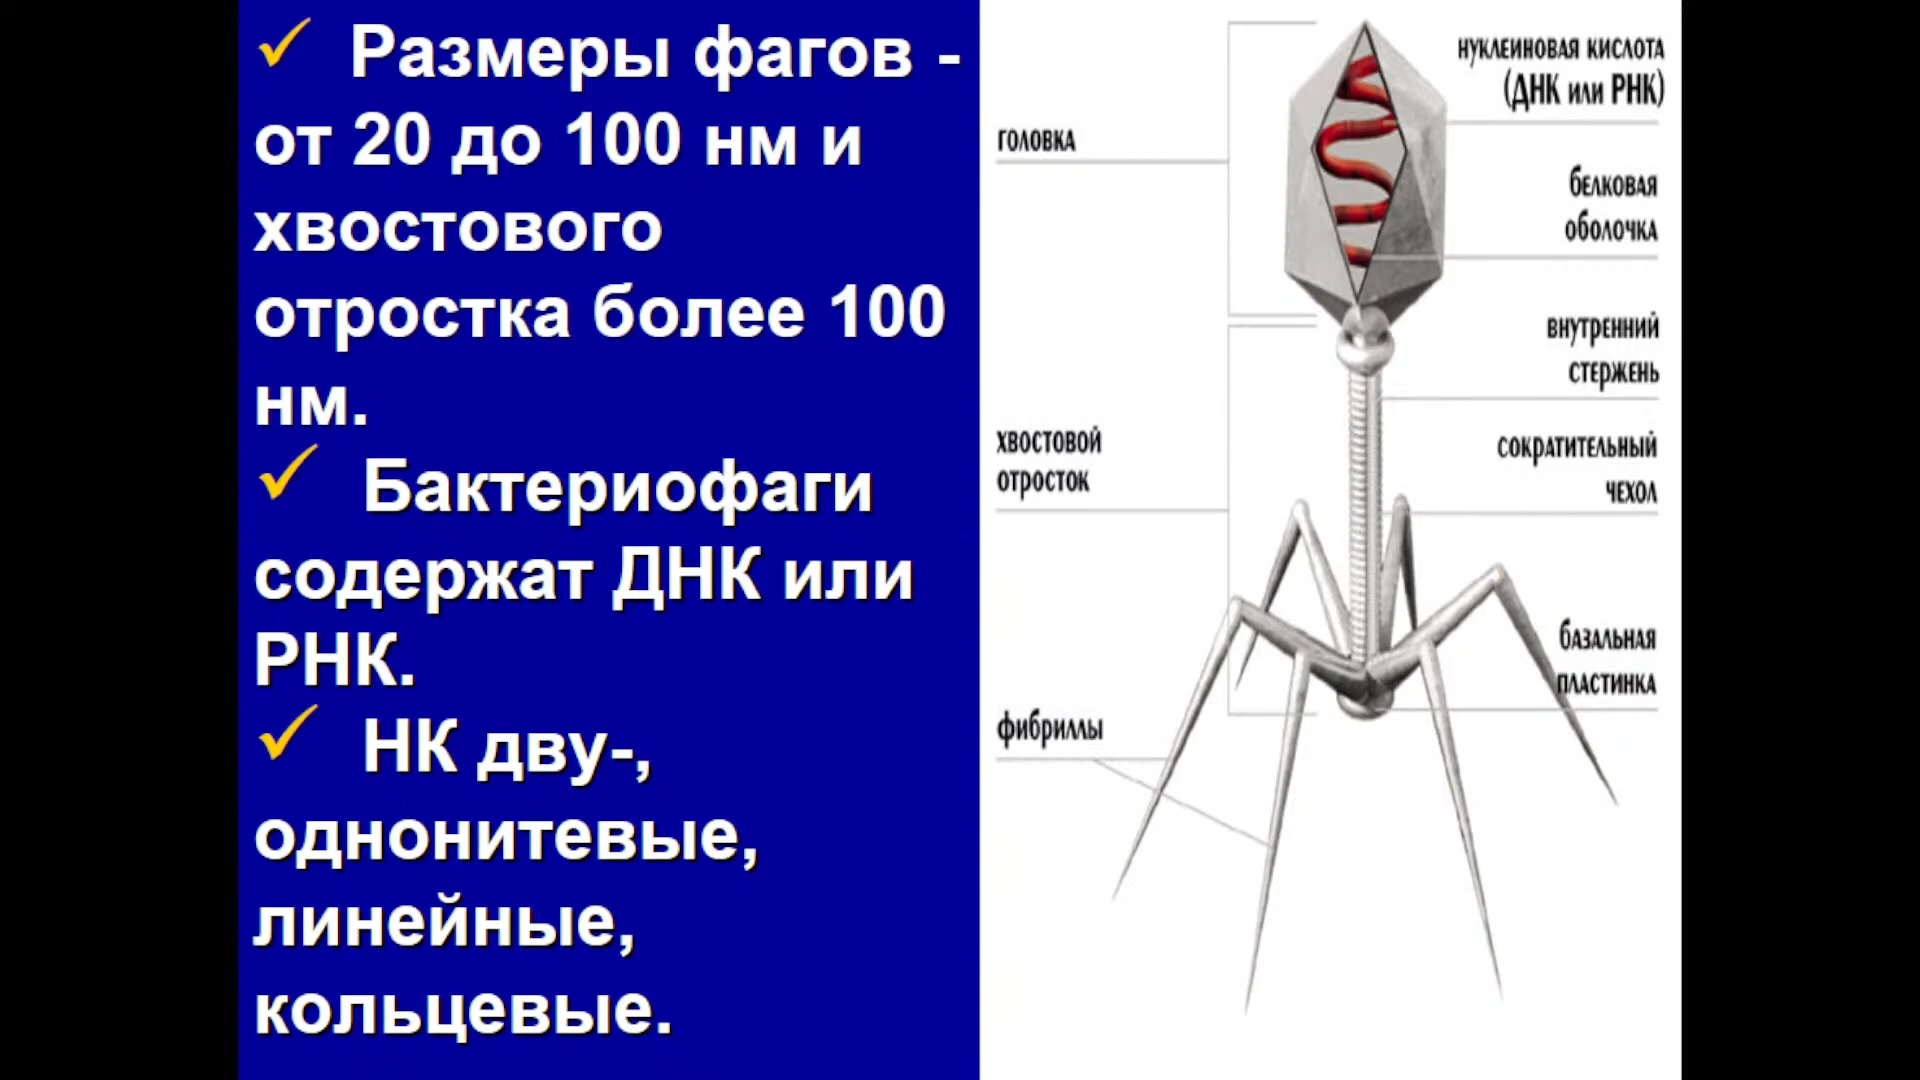 Размеры фагов -
от 20 до 100 нм и
хвостового
отростка более 100
нм.
Бактериофаги
содержат ДНК или
РНК.
НК дву-,
однонитевые,
линейные,
кольцевые.
головка
хвостовой
отросток
фибриллы
нуклеиновая кислота
(ДНК или РНК)
белковая
оболочка
внутренний
стержень
сократительный
чехол
базальная
пластинка